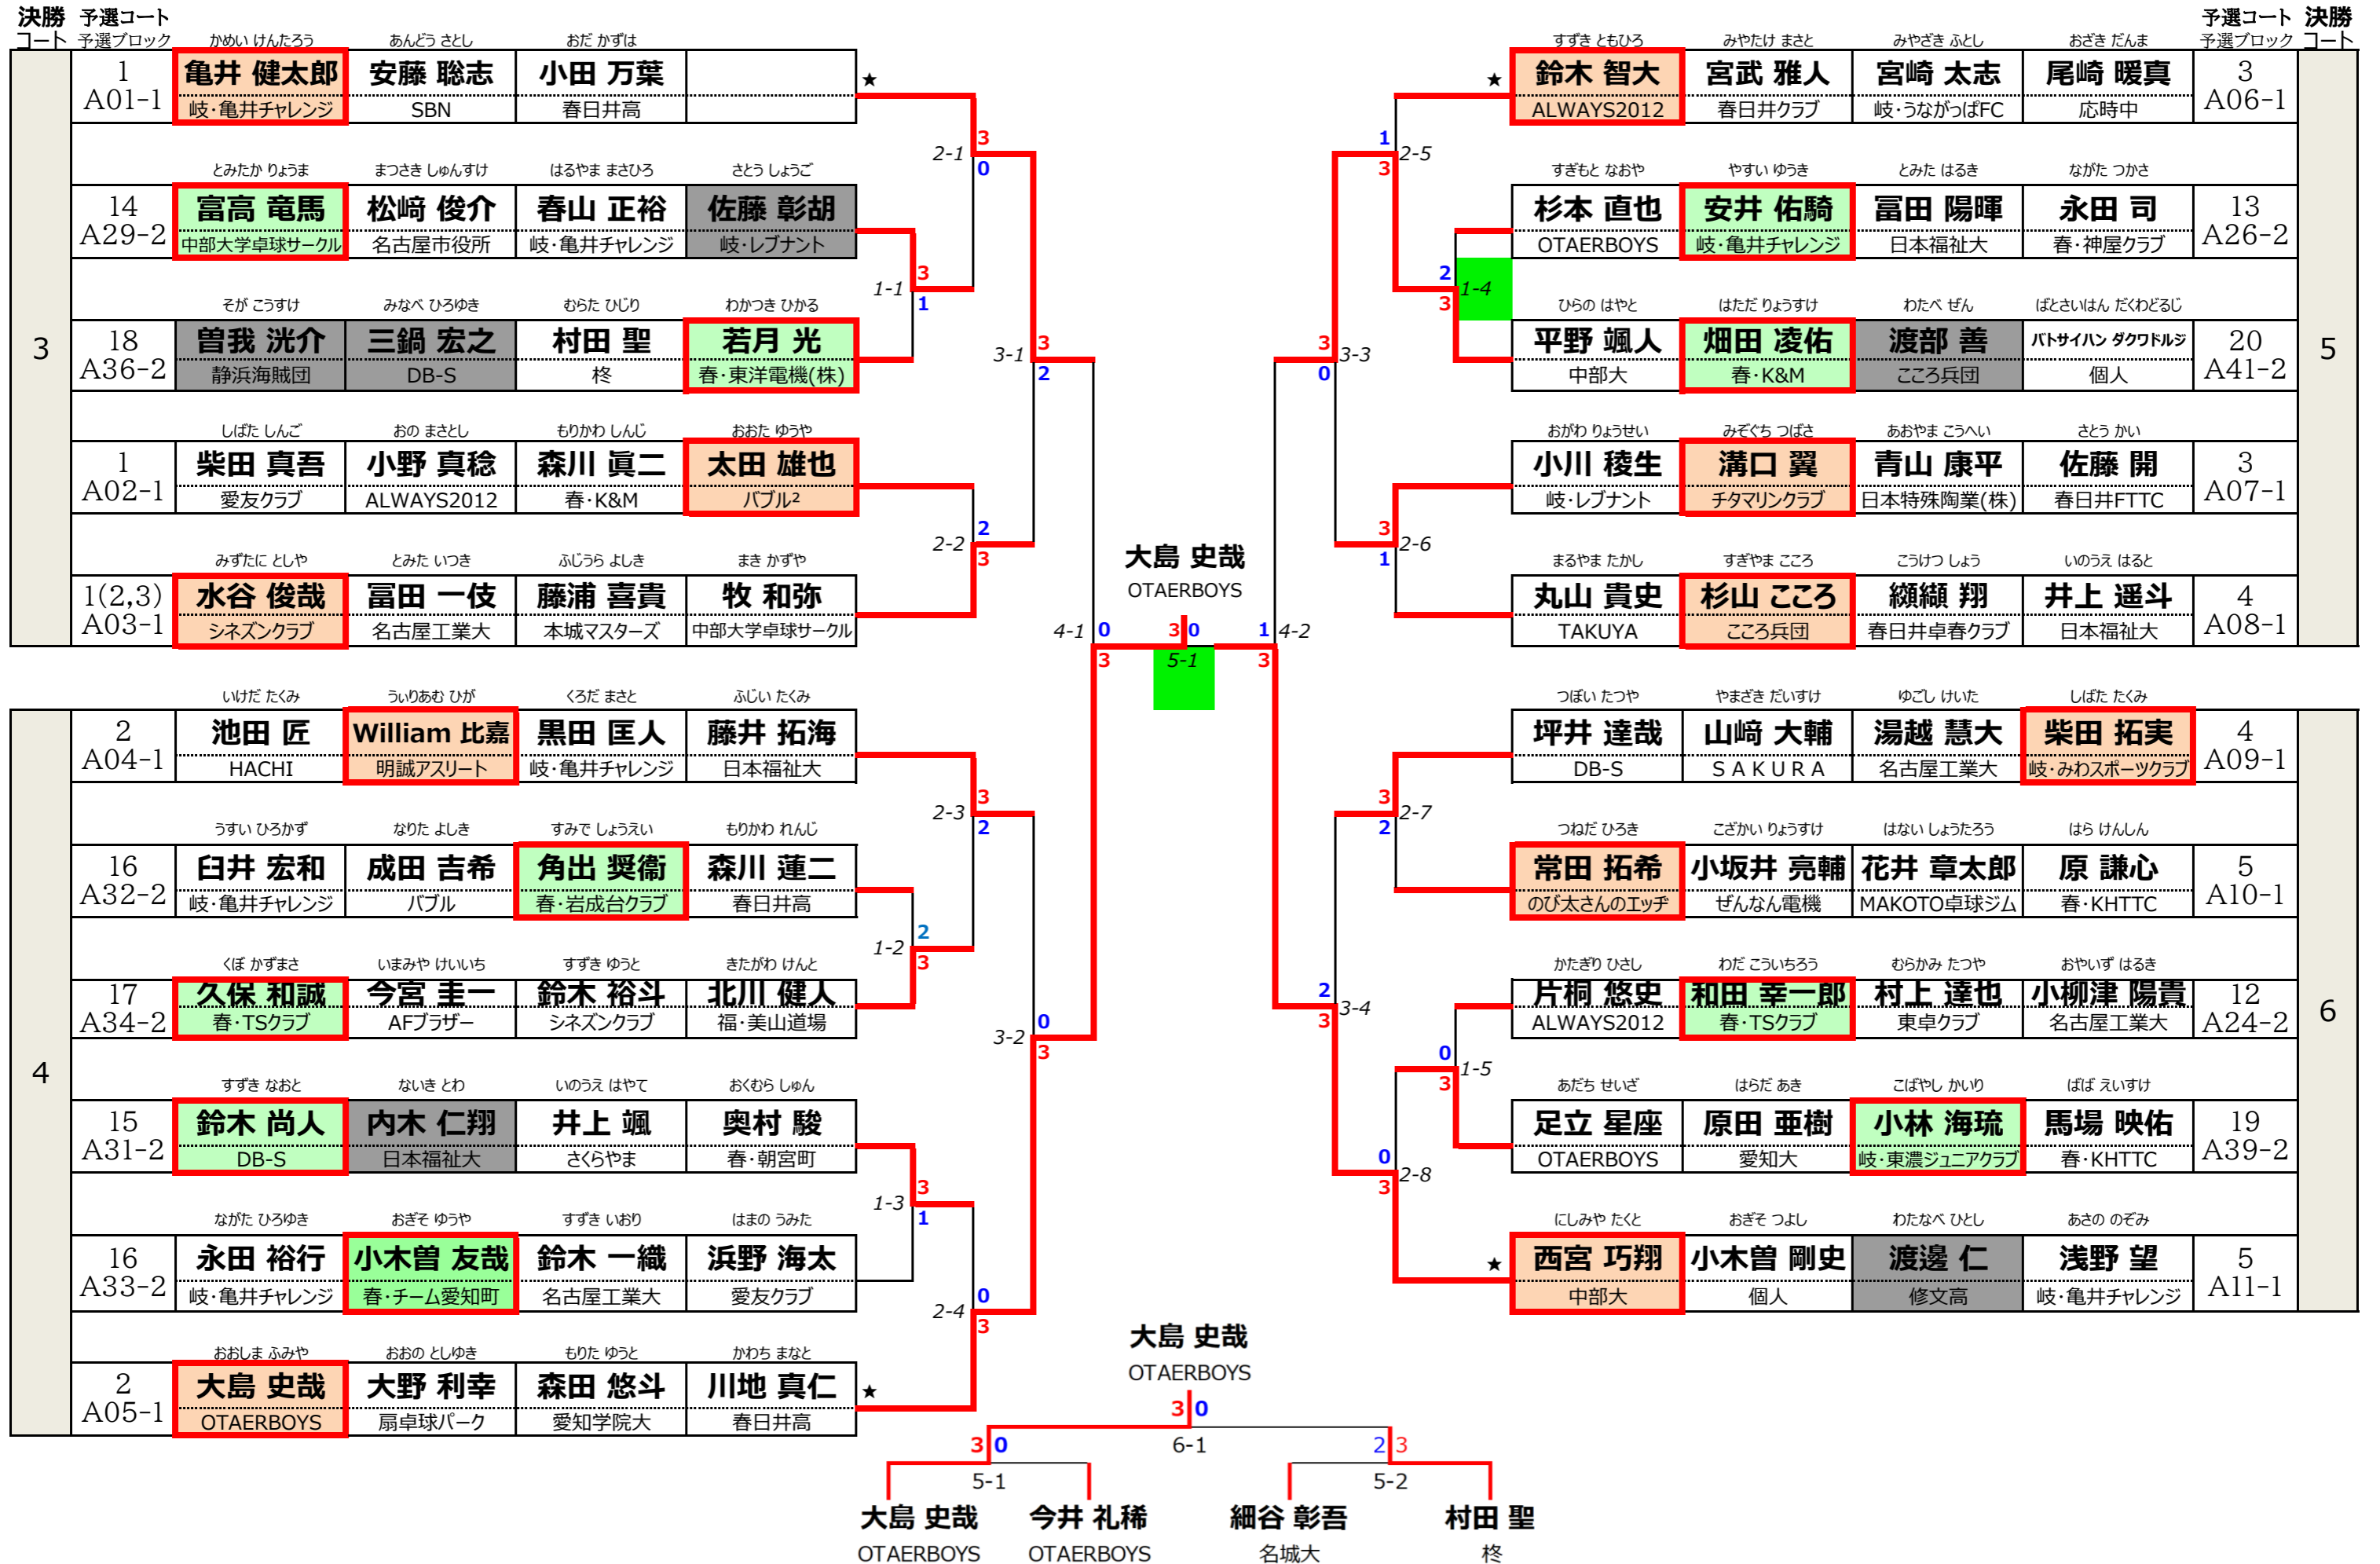 決勝 予選コート
コート 予選ブロック
かめい けんたろう あんどう さとし おだ かずは
1 亀井 健太郎 安藤 聡志 小田 万葉 ★
A01-1 岐・亀井チャレンジ SBN 春日井高
とみたか りょうま まつさき しゅんすけ はるやま まさひろ さとう しょうご
14 富高 竜馬 松﨑 俊介 春山 正裕 佐藤 彰胡
A29-2 中部大学卓球サークル 名古屋市役所 岐・亀井チャレンジ 岐・レブナント
そが こうすけ みなべ ひろゆき むらた ひじり わかつき ひかる
18 曽我 洸介 三鍋 宏之 村田 聖 若月 光
A36-2 静浜海賊団 DB-S 柊 春・東洋電機(株)
3
しばた しんご おの まさとし もりかわ しんじ おおた ゆうや
1 柴田 真吾 小野 真稔 森川 眞二 太田 雄也
A02-1 愛友クラブ ALWAYS2012 春・K&M バブル²
みずたに としや とみた いつき ふじうら よしき まき かずや
1(2,3) 水谷 俊哉 冨田 一伎 藤浦 喜貴 牧 和弥
A03-1 シネズンクラブ 名古屋工業大 本城マスターズ 中部大学卓球サークル
いけだ たくみ うぃりあむ ひが くろだ まさと ふじい たくみ
2 池田 匠 William 比嘉 黒田 匡人 藤井 拓海
A04-1 HACHI 明誠アスリート 岐・亀井チャレンジ 日本福祉大
うすい ひろかず なりた よしき すみで しょうえい もりかわ れんじ
16 臼井 宏和 成田 吉希 角出 奨衞 森川 蓮二
A32-2 岐・亀井チャレンジ バブル 春・岩成台クラブ 春日井高
くぼ かずまさ いまみや けいいち すずき ゆうと きたがわ けんと
17 久保 和誠 今宮 圭一 鈴木 裕斗 北川 健人
A34-2 春・TSクラブ AFブラザー シネズンクラブ 福・美山道場
4
すずき なおと ないき とわ いのうえ はやて おくむら しゅん
15 鈴木 尚人 内木 仁翔 井上 颯 奥村 駿
A31-2 DB-S 日本福祉大 さくらやま 春・朝宮町
ながた ひろゆき おぎそ ゆうや すずき いおり はまの うみた
16 永田 裕行 小木曽 友哉 鈴木 一織 浜野 海太
A33-2 岐・亀井チャレンジ 春・チーム愛知町 名古屋工業大 愛友クラブ
おおしま ふみや おおの としゆき もりた ゆうと かわち まなと
2 大島 史哉 大野 利幸 森田 悠斗 川地 真仁 ★
A05-1 OTAERBOYS 扇卓球パーク 愛知学院大 春日井高
2-1 3 0
1-1 3 1
3-1 3 2
2-2 2 3
4-1 0 3
2-3 3 2
1-2 2 3
3-2 0 3
1-3 3 1
2-4 0 3
大島 史哉
OTAERBOYS
3 0
5-1
予選コート 決勝
予選ブロック コート
すずき ともひろ みやたけ まさと みやざき ふとし おざき だんま
★ 鈴木 智大 宮武 雅人 宮崎 太志 尾崎 暖真 3
ALWAYS2012 春日井クラブ 岐・うながっぱFC 応時中 A06-1
すぎもと なおや やすい ゆうき とみた はるき ながた つかさ
杉本 直也 安井 佑騎 冨田 陽暉 永田 司 13
OTAERBOYS 岐・亀井チャレンジ 日本福祉大 春・神屋クラブ A26-2
ひらの はやと はただ りょうすけ わたべ ぜん ばとさいはん だくわどるじ
平野 颯人 畑田 凌佑 渡部 善 バトサイハン ダクワドルジ 20
中部大 春・K&M こころ兵団 個人 A41-2
5
おがわ りょうせい みぞぐち つばさ あおやま こうへい さとう かい
小川 稜生 溝口 翼 青山 康平 佐藤 開 3
岐・レブナント チタマリンクラブ 日本特殊陶業(株) 春日井FTTC A07-1
まるやま たかし すぎやま こころ こうけつ しょう いのうえ はると
丸山 貴史 杉山 こころ 纐纈 翔 井上 遥斗 4
TAKUYA こころ兵団 春日井卓春クラブ 日本福祉大 A08-1
つぼい たつや やまざき だいすけ ゆごし けいた しばた たくみ
坪井 達哉 山﨑 大輔 湯越 慧大 柴田 拓実 4
DB-S ＳＡＫＵＲＡ 名古屋工業大 岐・みわスポーツクラブ A09-1
つねだ ひろき こざかい りょうすけ はない しょうたろう はら けんしん
常田 拓希 小坂井 亮輔 花井 章太郎 原 謙心 5
のび太さんのエッヂ ぜんなん電機 MAKOTO卓球ジム 春・KHTTC A10-1
かたぎり ひさし わだ こういちろう むらかみ たつや おやいず はるき
片桐 悠史 和田 幸一郎 村上 達也 小柳津 陽貴 12
ALWAYS2012 春・TSクラブ 東卓クラブ 名古屋工業大 A24-2
6
あだち せいざ はらだ あき こばやし かいり ばば えいすけ
足立 星座 原田 亜樹 小林 海琉 馬場 映佑 19
OTAERBOYS 愛知大 岐・東濃ジュニアクラブ 春・KHTTC A39-2
にしみや たくと おぎそ つよし わたなべ ひとし あさの のぞみ
★ 西宮 巧翔 小木曽 剛史 渡邊 仁 浅野 望 5
中部大 個人 修文高 岐・亀井チャレンジ A11-1
1 3 2-5
2 3 1-4
3 0 3-3
3 1 2-6
1 3 4-2
3 2 2-7
2 3 3-4
0 3 1-5
0 3 2-8
大島 史哉
OTAERBOYS
3 0
3 0 6-1 2 3
5-1 5-2
大島 史哉 今井 礼稀 細谷 彰吾 村田 聖
OTAERBOYS OTAERBOYS 名城大 柊